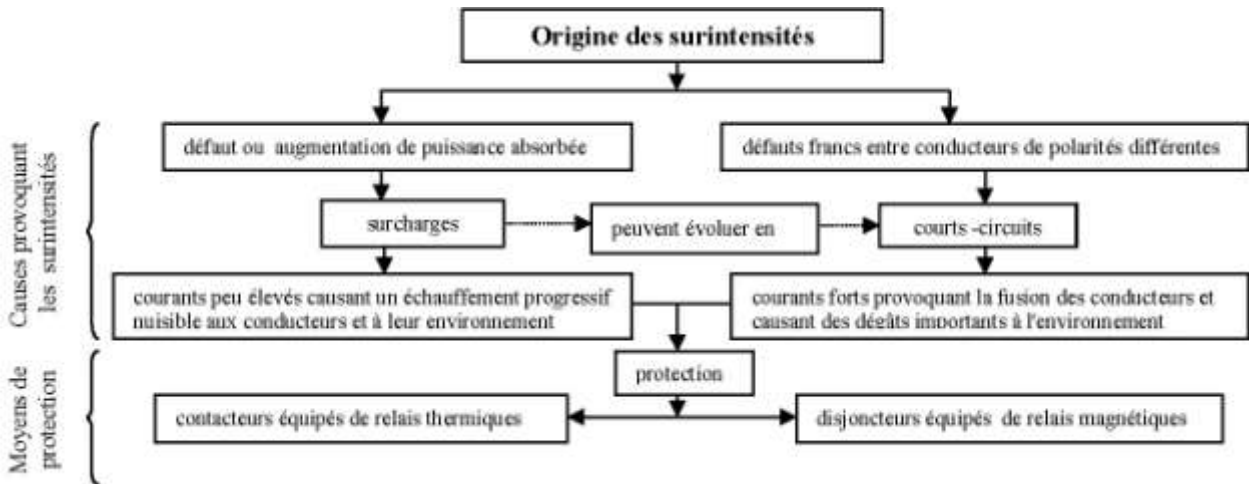 Origine des surintensités
défaut ou augmentation de puissance absorbée
défauts francs entre conducteurs de polarités différentes
surcharges
peuvent évoluer en
courts -circuits
courants peu élevés causant un échauffement progressif
nuisible aux conducteurs et à leur environnement
courants forts provoquant la fusion des conducteurs et
causant des dégâts importants à l'environnement
protection
contacteurs équipés de relais thermiques
disjoncteurs équipés de relais magnétiques
Causes provoquant
les surintensités
Moyens de
protection